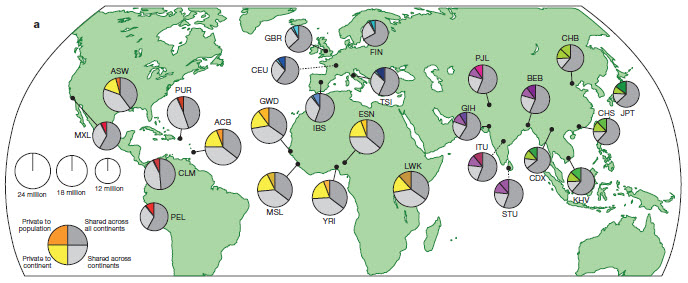 a
GBR
FIN
CHB
CEU
ASW
PJL
BEB
PUR
TSI
JPT
GWD
ESN
IBS
GIH
CHS
MXL
ACB
ITU
CDX
LWK
CLM
KHV
24 million
18 million
12 million
MSL
YRI
STU
PEL
Private to
population
Shared across
all continents
Private to
continent
Shared across
continents